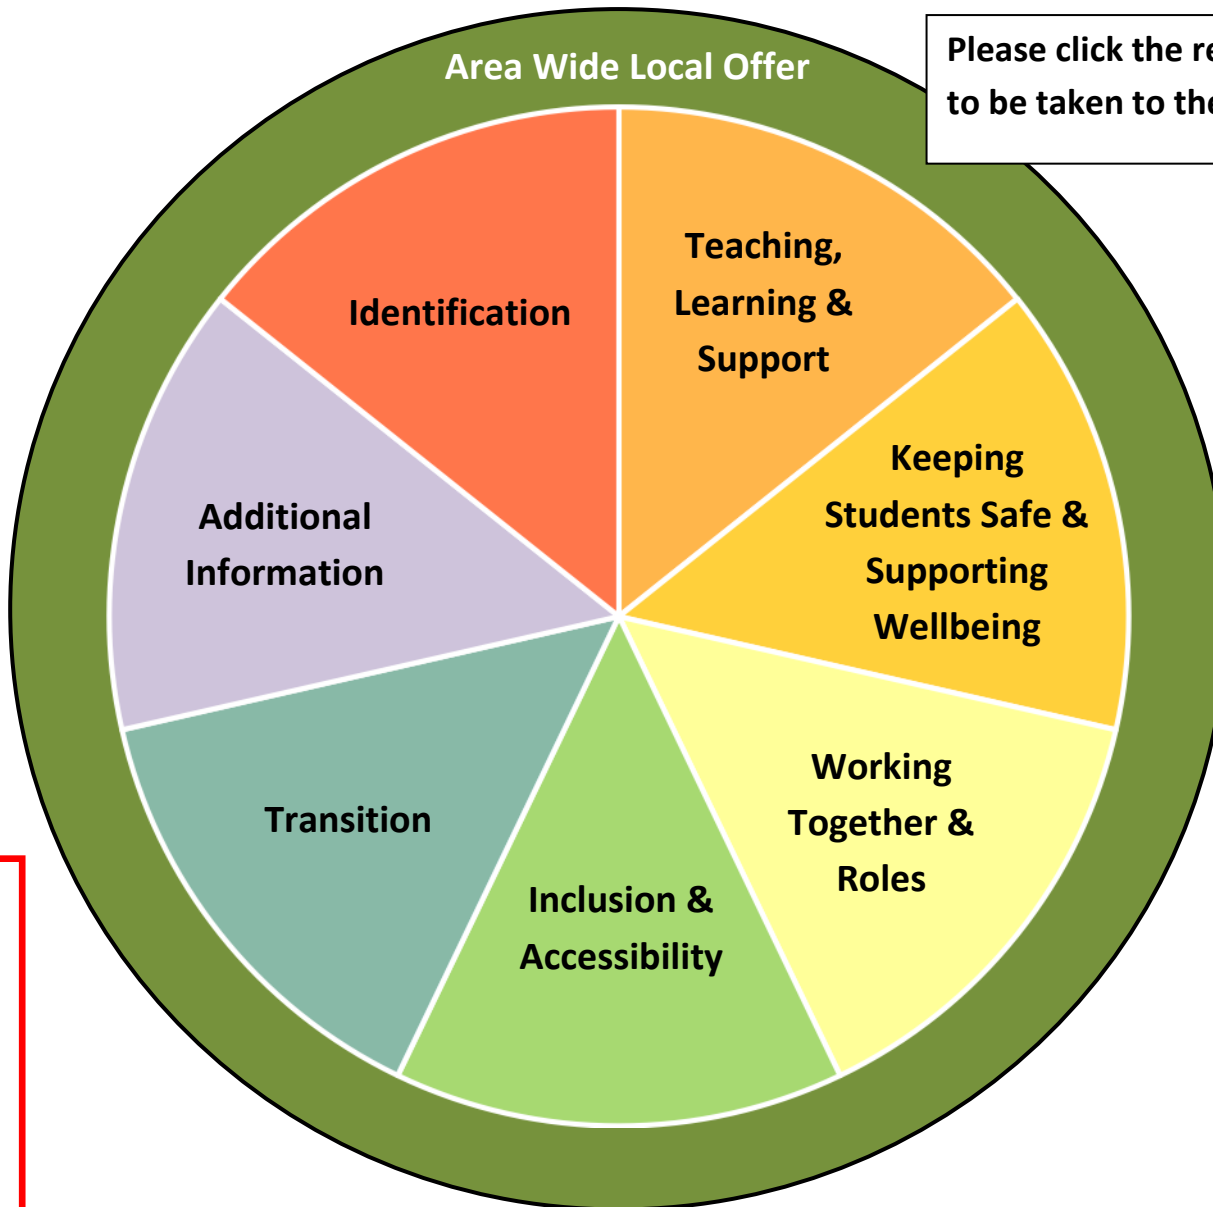 Area Wide Local Offer
Please click the
to be taken to the
Identification
Teaching,
Learning &
Support
Keeping
Students Safe &
Supporting
Wellbeing
Working
Together &
Roles
Inclusion &
Accessibility
Transition
Additional
Information